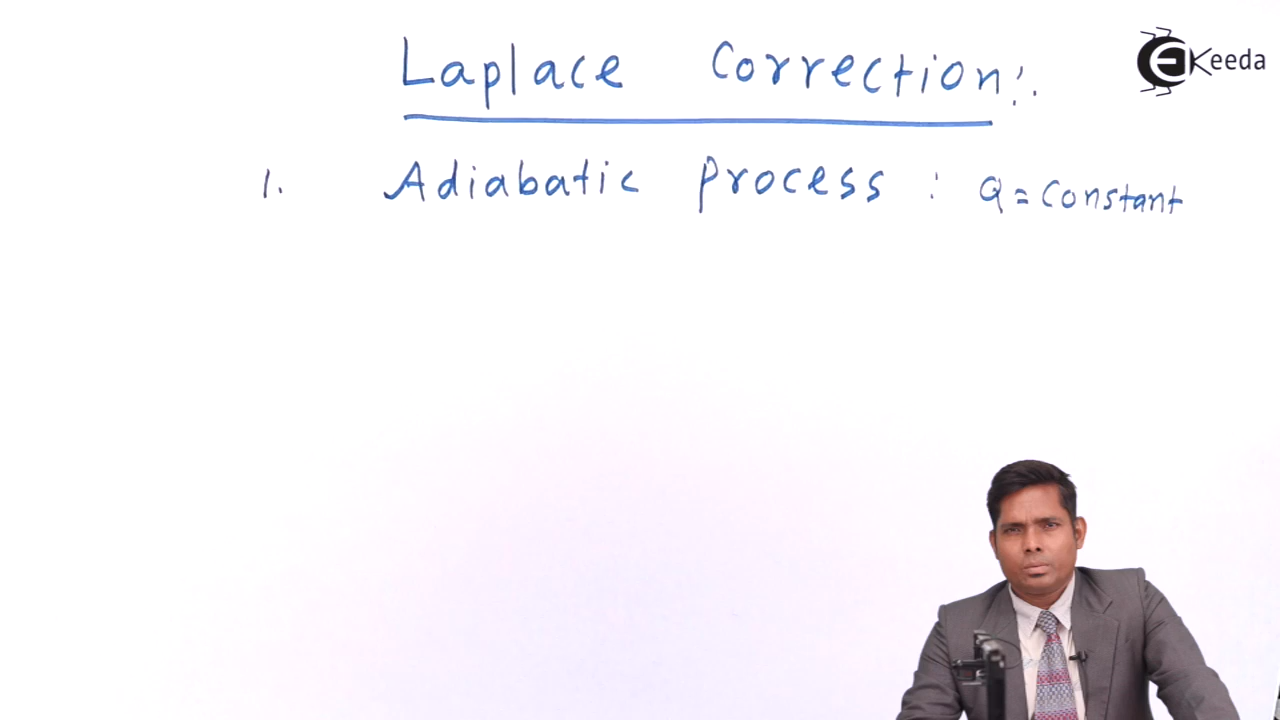 Laplace Correction :
EKeeda
1. Adiabatic process : Q = Constant